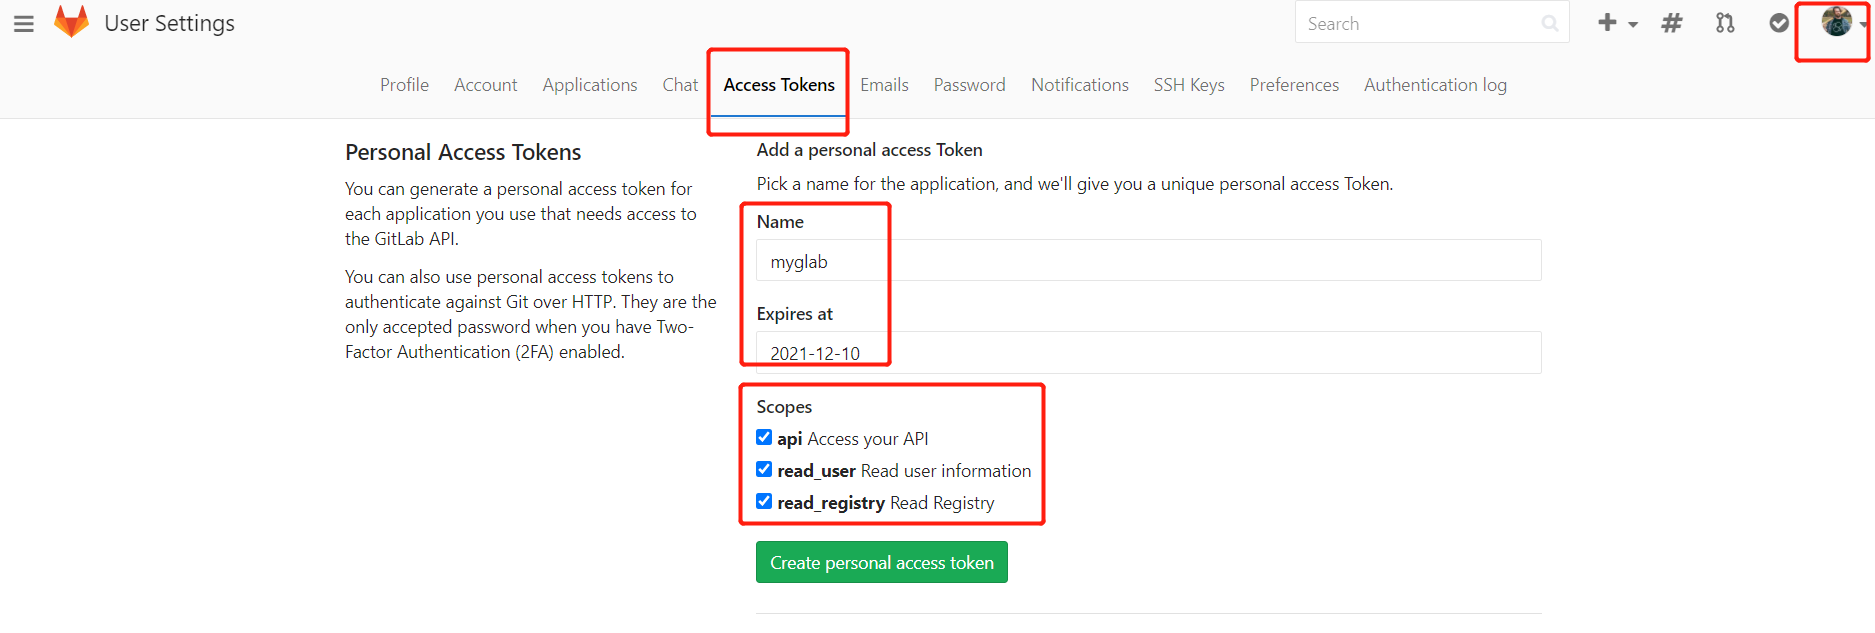 User Settings
Search
Profile Account Applications Chat Access Tokens Emails Password Notifications SSH Keys Preferences Authentication log
Personal Access Tokens
You can generate a personal access token for
each application you use that needs access to
the GitLab API.
You can also use personal access tokens to
authenticate against Git over HTTP. They are the
only accepted password when you have Two-
Factor Authentication (2FA) enabled.
Add a personal access Token
Pick a name for the application, and we'll give you a unique personal access Token.
Name
myglab
Expires at
2021-12-10
Scopes
api Access your API
read_user Read user information
read_registry Read Registry
Create personal access token